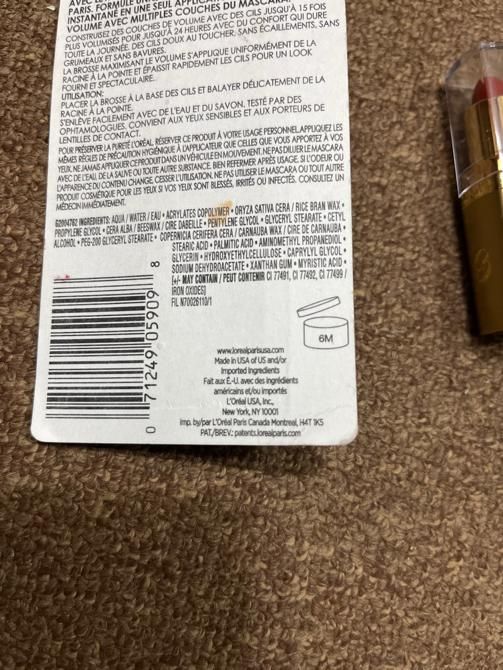 PARIS. FORMULE
INSTANTANÉ EN UNE SEUL APPLICAT
VOLUME AVEC MULTIPLES COUCHES DU MASCARA.
CONSTRUISEZ DES COUCHES DE VOLUME AVEC DES CILS JUSQU'À 15 FOIS
PLUS VOLUMISÉS POUR JUSQU'À 24 HEURES AVEC DU CONFORT QUI DURE
TOUTE LA JOURNÉE. DES CILS DOUX AU TOUCHER, SANS ÉCAILLEMENTS, SANS
GRUMEAUX ET SANS BAVURES.
LA BROSSE MAXIMISANT LE VOLUME S'APPLIQUE UNIFORMÉMENT DE LA
RACINE À LA POINTE ET ÉPAISSIT RAPIDEMENT LES CILS POUR UN LOOK
FOURNI ET SPECTACULAIRE.
UTILISATION:
PLACER LA BROSSE À LA BASE DES CILS ET BALAYER DÉLICATEMENT DE LA
RACINE À LA POINTE.
S'ENLÈVE FACILEMENT AVEC DE L'EAU ET DU SAVON. TESTÉ PAR DES
OPHTAMOLOGUES. CONVIENT AUX YEUX SENSIBLES ET AUX PORTEURS DE
LENTILLES DE CONTACT.
POUR PRÉSERVER LA PURETÉ L'ORÉAL RÉSERVER CE PRODUIT À VOTRE USAGE PERSONNEL.APPLIQUEZ LES
MÊMES RÈGLES DE PRÉCAUTION HYGIÉNIQUE À L'APPLICATEUR QUE CELLES QUE VOUS APPORTEZ À VOS
YEUX. NE JAMAIS APPLIQUER CE PRODUIT DANS UN VÉHICULE EN MOUVEMENT. NE PAS DILUER LE MASCARA
AVEC DE L'EAU DE LA SALIVE OU TOUTE AUTRE SUBSTANCE. BIEN REFERMER APRÈS USAGE. SI L'ODEUR OU
L'APPARENCE DU CONTENU CHANGE, CESSER L'UTILISATION. NE PAS UTILISER LE MASCARA OU TOUT AUTRE
PRODUIT COSMÉTIQUE POUR LES YEUX SI VOS YEUX SONT BLESSÉS, IRRITÉS OU INFECTÉS. CONSULTEZ UN
MÉDECIN IMMÉDIATEMENT.
G2004762 INGREDIENTS: AQUA / WATER / EAU • ACRYLATES COPOLYMER • ORYZA SATIVA CERA / RICE BRAN WAX •
PROPYLENE GLYCOL • CERA ALBA / BEESWAX / CIRE DABEILLE • PENTYLENE GLYCOL • GLYCERYL STEARATE • CETYL
ALCOHOL • PEG-200 GLYCERYL STEARATE • COPERNICIA CERIFERA CERA / CARNAUBA WAX / CIRE DE CARNAUBA •
STEARIC ACID • PALMITIC ACID • AMINOMETHYL PROPANEDIOL •
GLYCERIN • HYDROXYETHYLCELLULOSE • CAPRYLYL GLYCOL •
SODIUM DEHYDROACETATE • XANTHAN GUM • MYRISTIC ACID •
[+/- MAY CONTAIN / PEUT CONTENIR CI 77491, CI 77492, CI 77499 /
IRON OXIDES]
FIL N70026110/1
0 71249 05909 8
6M
www.lorealparisusa.com
Made in USA of US and/or
Imported Ingredients
Fait aux É.-U. avec des ingrédients
américains et/ou importés
L'Oréal USA, Inc.,
New York, NY 10001
Imp. by/par L'Oréal Paris Canada Montreal, H4T 1K5
PAT./BREV.: patents.lorealparis.com